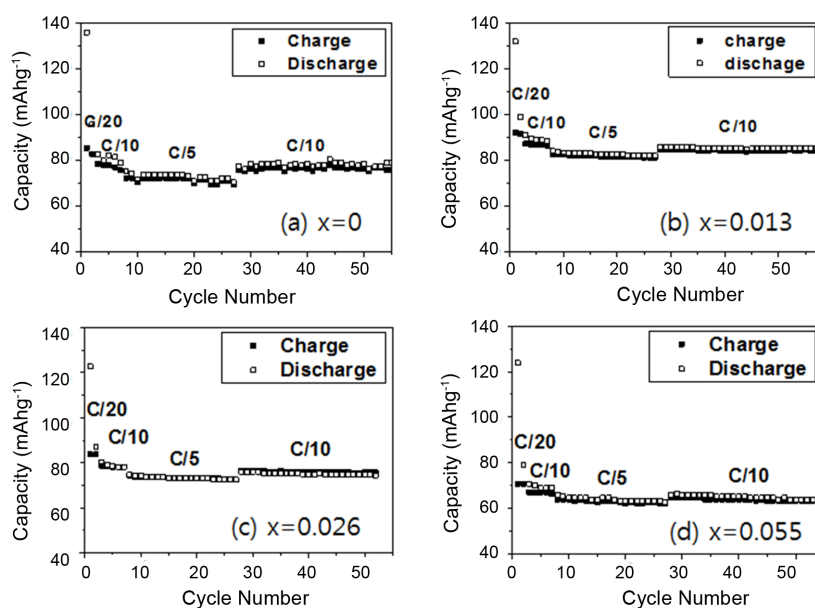 140
120
100
80
60
40
Capacity (mAhg⁻¹)
Charge
Discharge
G/20
C/10
C/5
C/10
(a) x=0
0 10 20 30 40 50
Cycle Number
140
120
100
80
60
40
Capacity (mAhg⁻¹)
charge
dischage
C/20
C/10
C/5
C/10
(b) x=0.013
0 10 20 30 40 50
Cycle Number
140
120
100
80
60
40
Capacity (mAhg⁻¹)
Charge
Discharge
C/20
C/10
C/5
C/10
(c) x=0.026
0 10 20 30 40 50
Cycle Number
140
120
100
80
60
40
Capacity (mAhg⁻¹)
Charge
Discharge
C/20
C/10
C/5
C/10
(d) x=0.055
0 10 20 30 40 50
Cycle Number